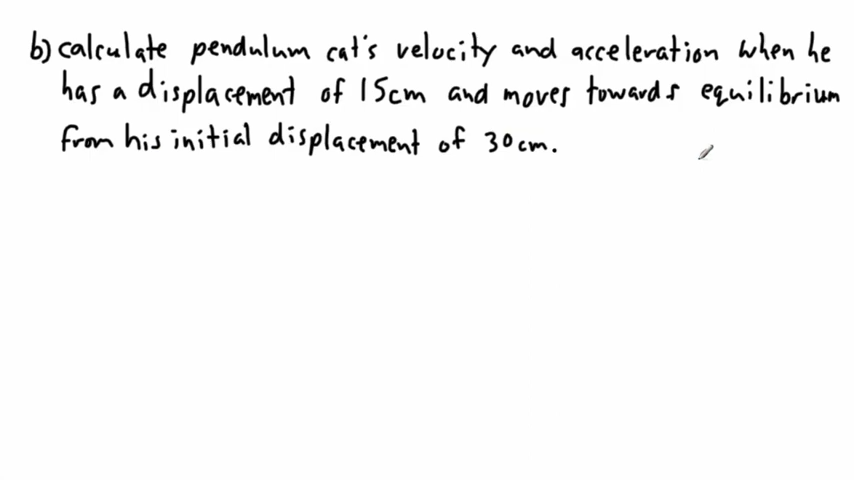 b) calculate pendulum cat's velocity and acceleration when he
has a displacement of 15cm and moves towards equilibrium
from his initial displacement of 30cm.